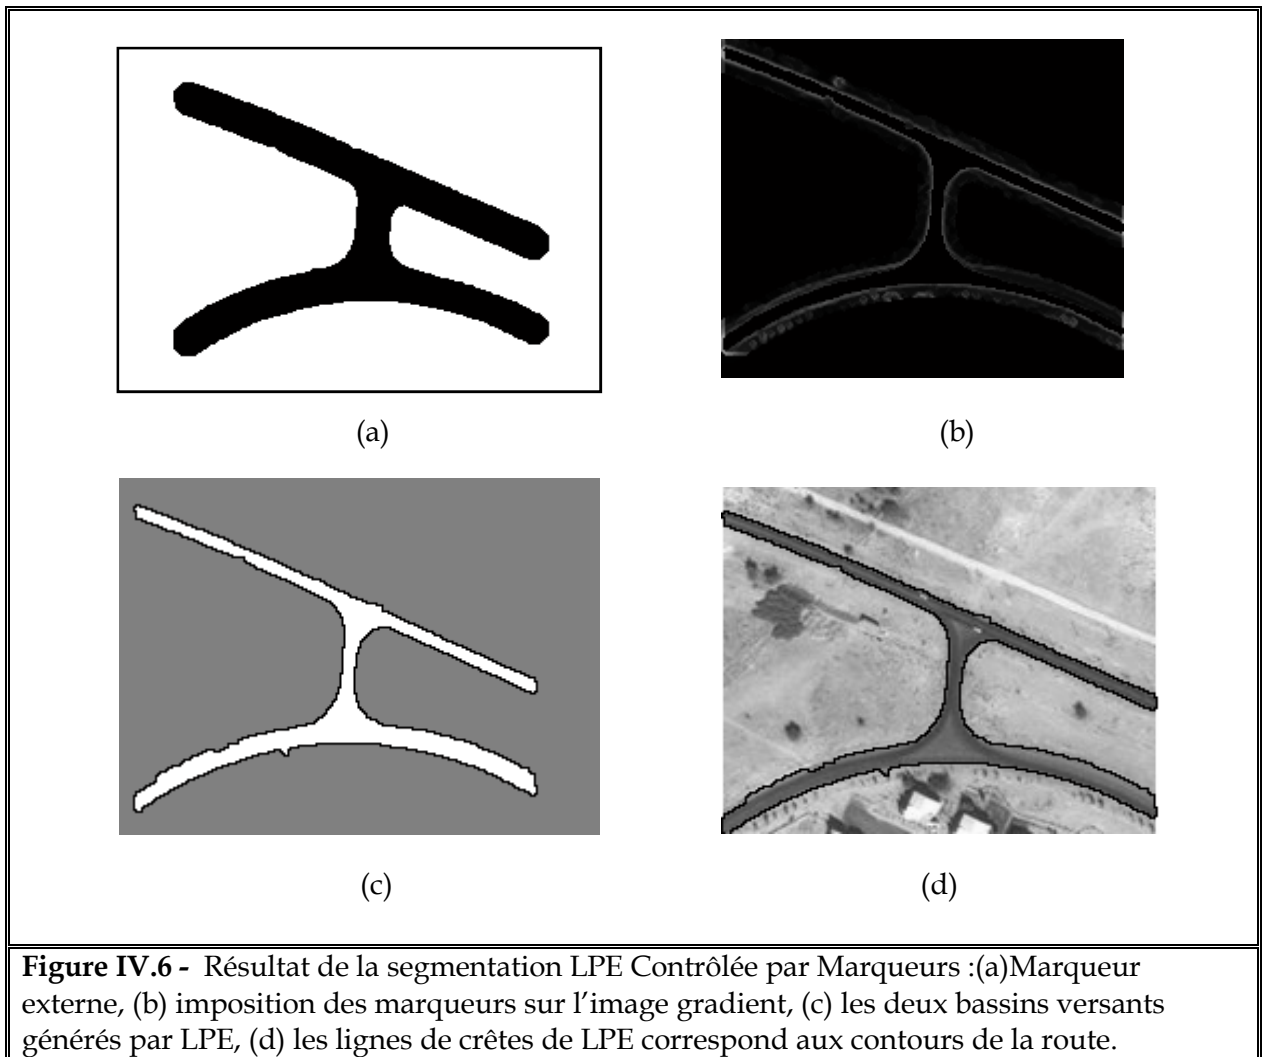 (a)
(b)
(c)
(d)
Figure IV.6 - Résultat de la segmentation LPE Contrôlée par Marqueurs :(a)Marqueur
externe, (b) imposition des marqueurs sur l’image gradient, (c) les deux bassins versants
générés par LPE, (d) les lignes de crêtes de LPE correspond aux contours de la route.